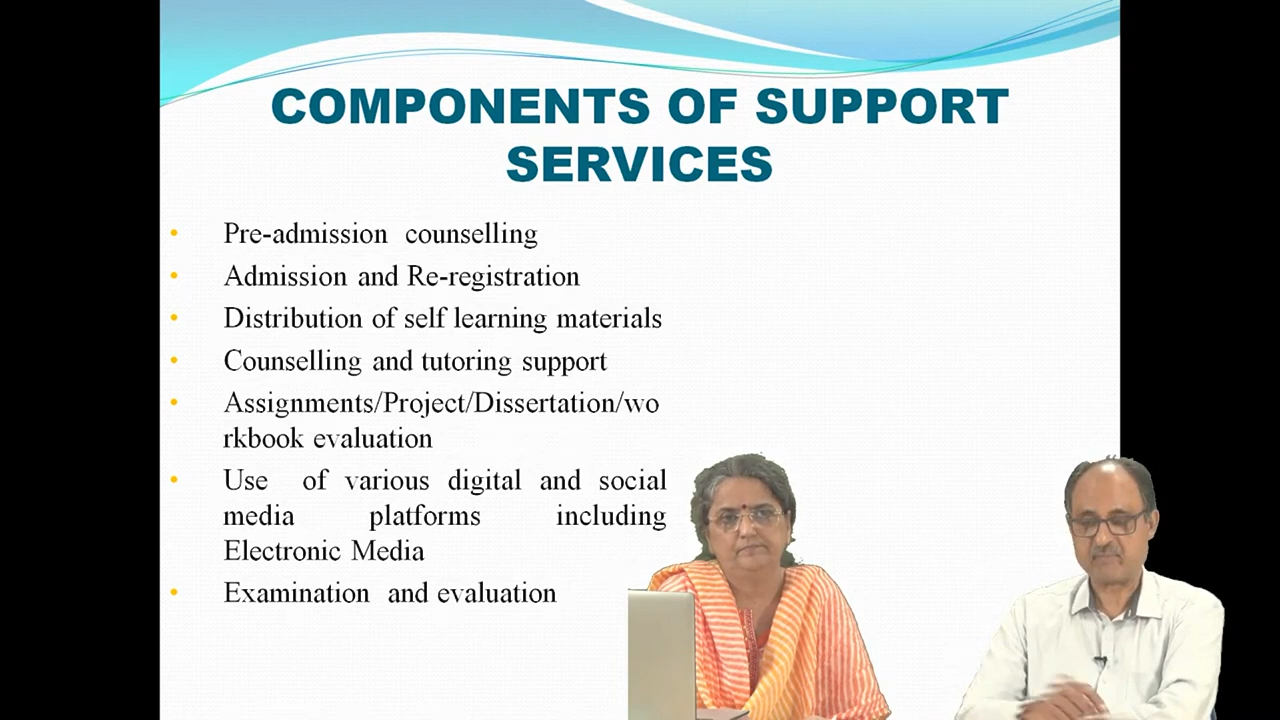 COMPONENTS OF SUPPORT
SERVICES
• Pre-admission counselling
• Admission and Re-registration
• Distribution of self learning materials
• Counselling and tutoring support
• Assignments/Project/Dissertation/wo
rkbook evaluation
• Use of various digital and social
media platforms including
Electronic Media
• Examination and evaluation